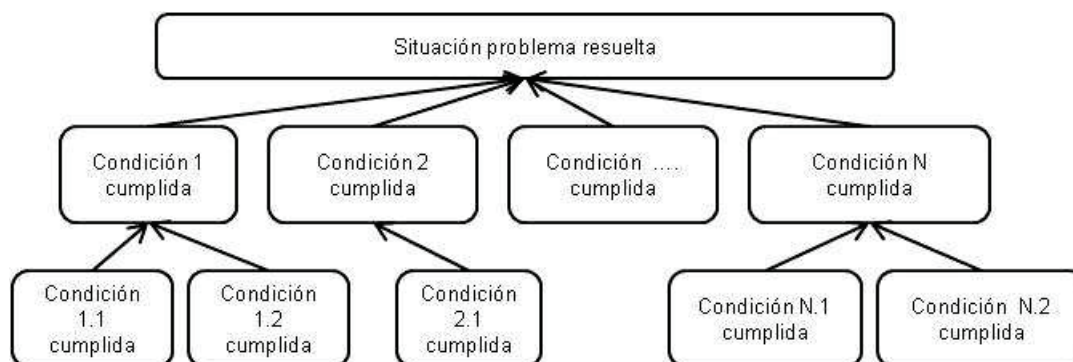 Situación problema resuelta
Condición 1
cumplida
Condición 2
cumplida
Condición ....
cumplida
Condición N
cumplida
Condición
1.1
cumplida
Condición
1.2
cumplida
Condición
2.1
cumplida
Condición N.1
cumplida
Condición N.2
cumplida